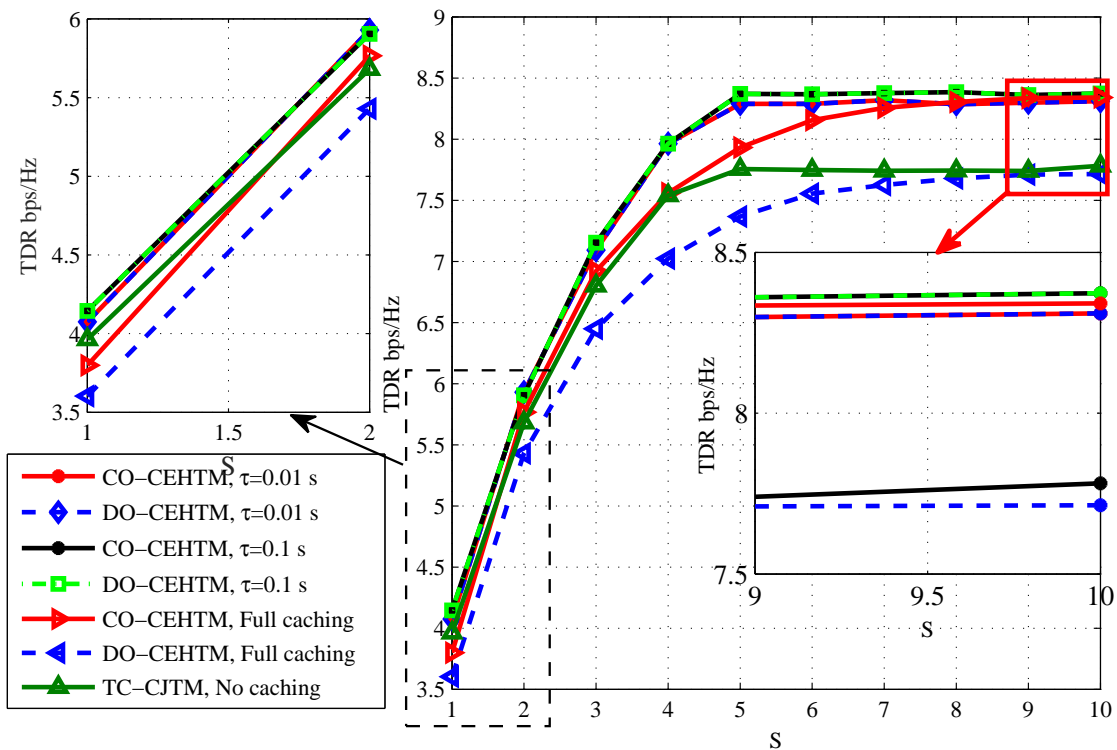 6
5.5
5
4.5
4
3.5
TDR bps/Hz
1
1.5
2
S
CO−CEHTM, τ=0.01 s
DO−CEHTM, τ=0.01 s
CO−CEHTM, τ=0.1 s
DO−CEHTM, τ=0.1 s
CO−CEHTM, Full caching
DO−CEHTM, Full caching
TC−CJTM, No caching
9
8.5
8
7.5
7
6.5
6
5.5
5
4.5
4
3.5
TDR bps/Hz
1
2
3
4
5
6
7
8
9
10
S
8.5
8
7.5
TDR bps/Hz
9
9.5
10
S